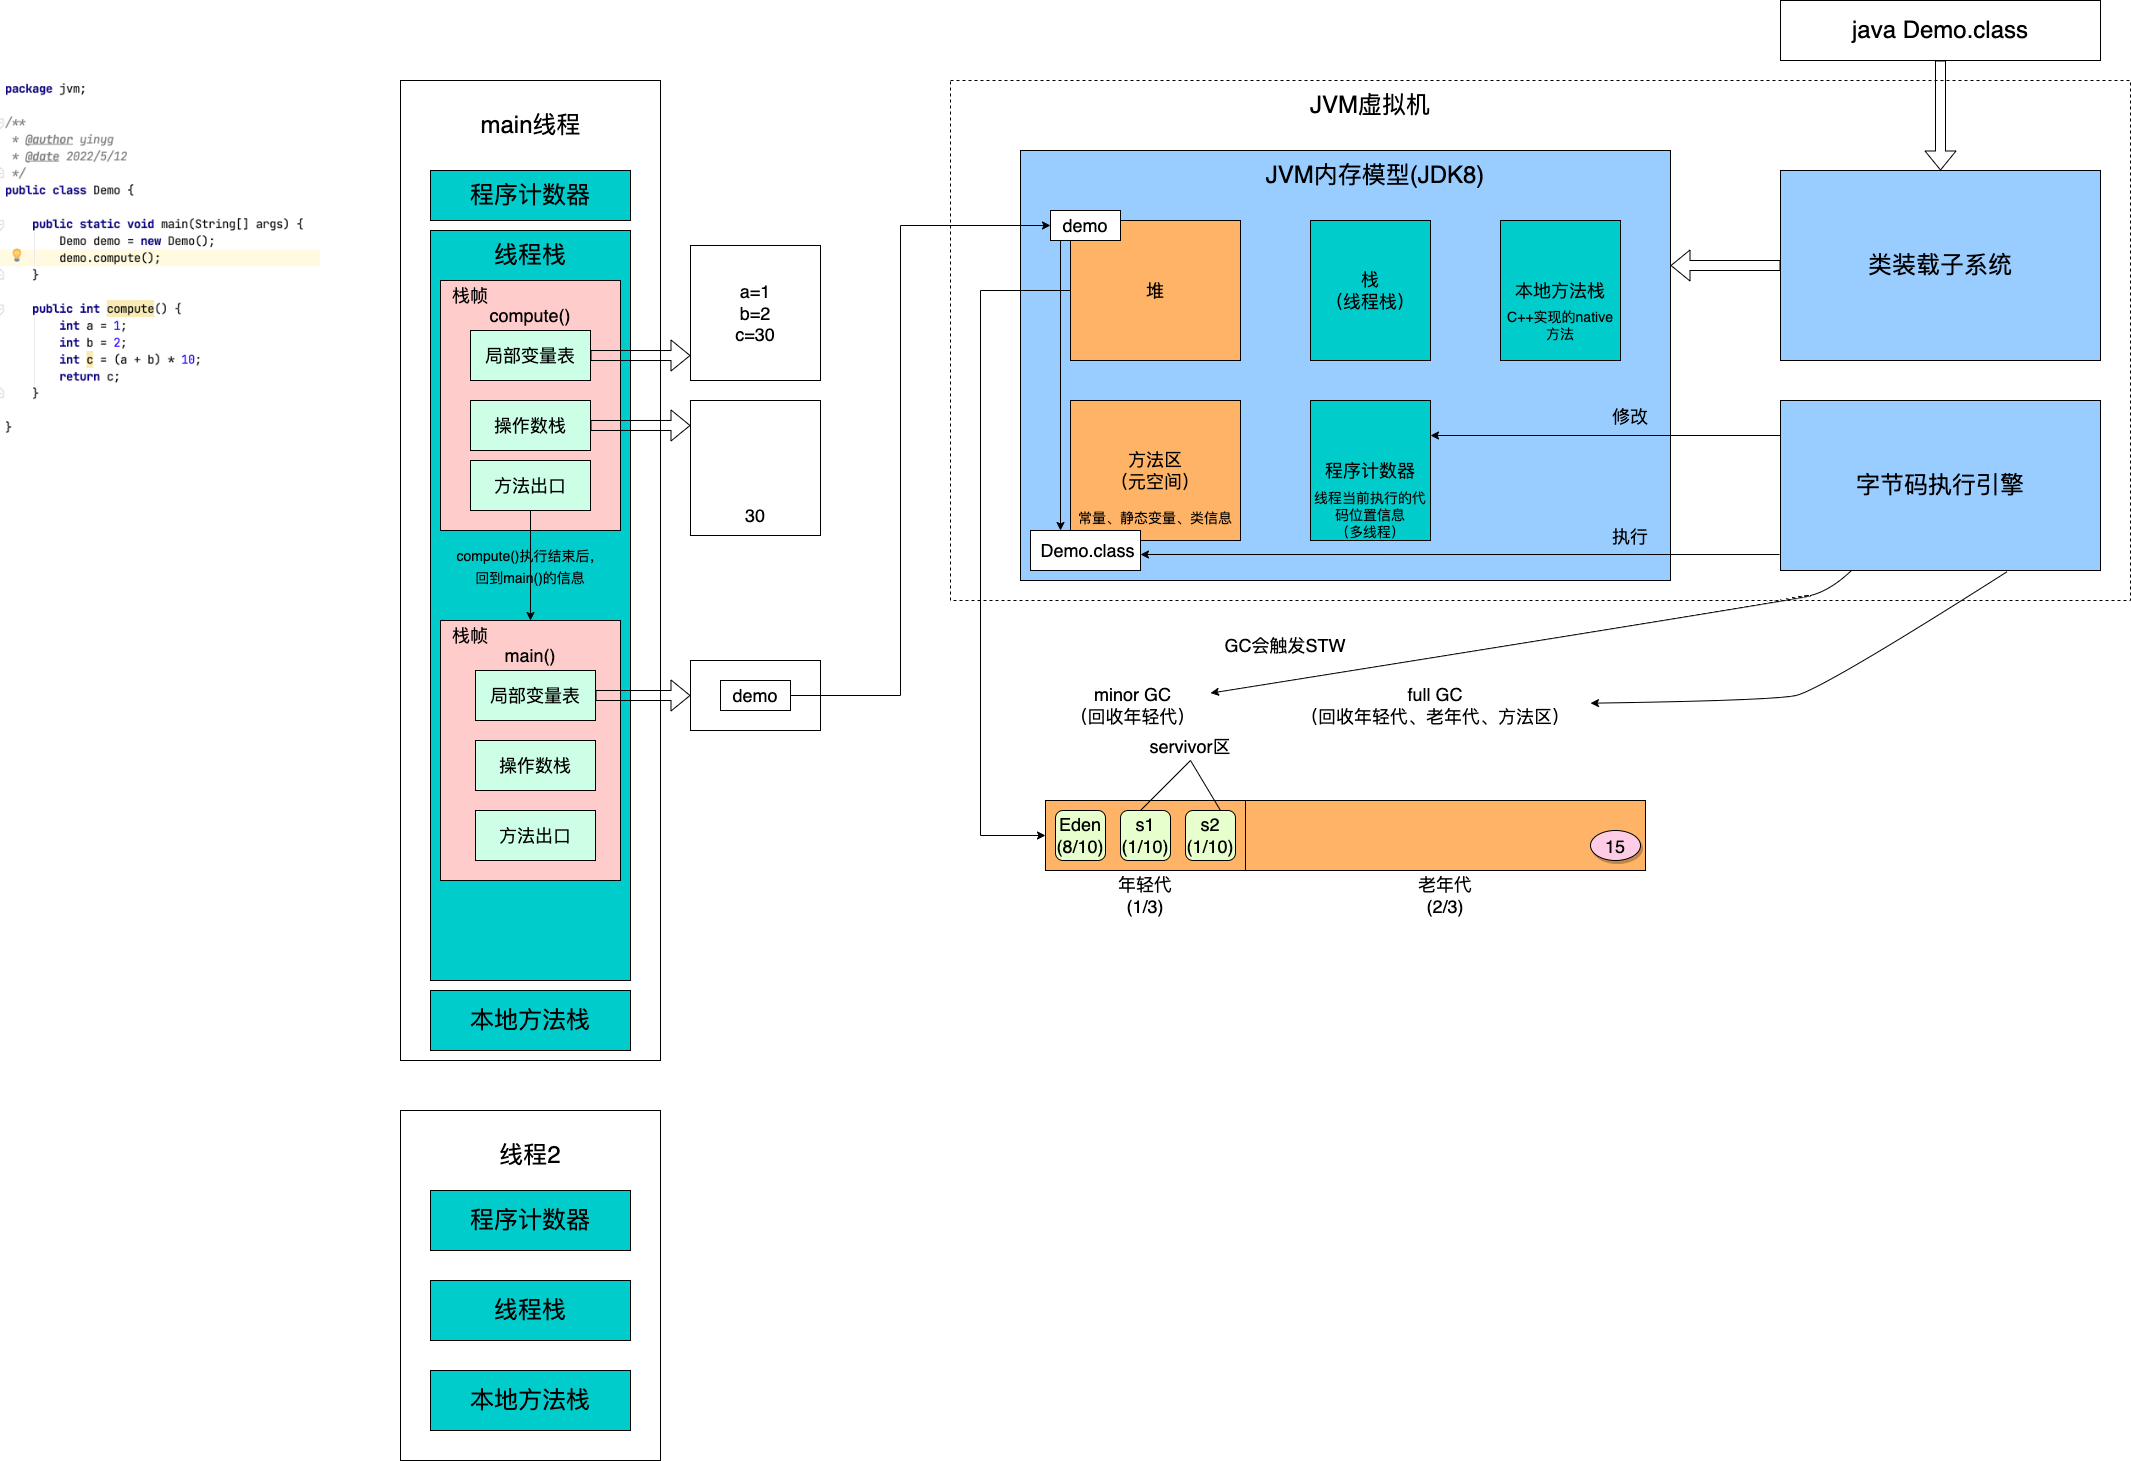 package jvm;
/**
* @author yinyg
* @date 2022/5/12
*/
public class Demo {
public static void main(String[] args) {
Demo demo = new Demo();
demo.compute();
}
public int compute() {
int a = 1;
int b = 2;
int c = (a + b) * 10;
return c;
}
}
main线程
程序计数器
线程栈
栈帧
compute()
局部变量表
操作数栈
方法出口
compute()执行结束后,
回到main()的信息
栈帧
main()
局部变量表
操作数栈
方法出口
本地方法栈
a=1
b=2
c=30
30
demo
线程2
程序计数器
线程栈
本地方法栈
java Demo.class
JVM虚拟机
JVM内存模型(JDK8)
demo
堆
栈
(线程栈)
本地方法栈
C++实现的native
方法
类装载子系统
方法区
(元空间)
常量、静态变量、类信息
Demo.class
程序计数器
线程当前执行的代
码位置信息
(多线程)
修改
执行
字节码执行引擎
GC会触发STW
minor GC
(回收年轻代)
full GC
(回收年轻代、老年代、方法区)
servivor区
Eden
(8/10)
s1
(1/10)
s2
(1/10)
15
年轻代
(1/3)
老年代
(2/3)